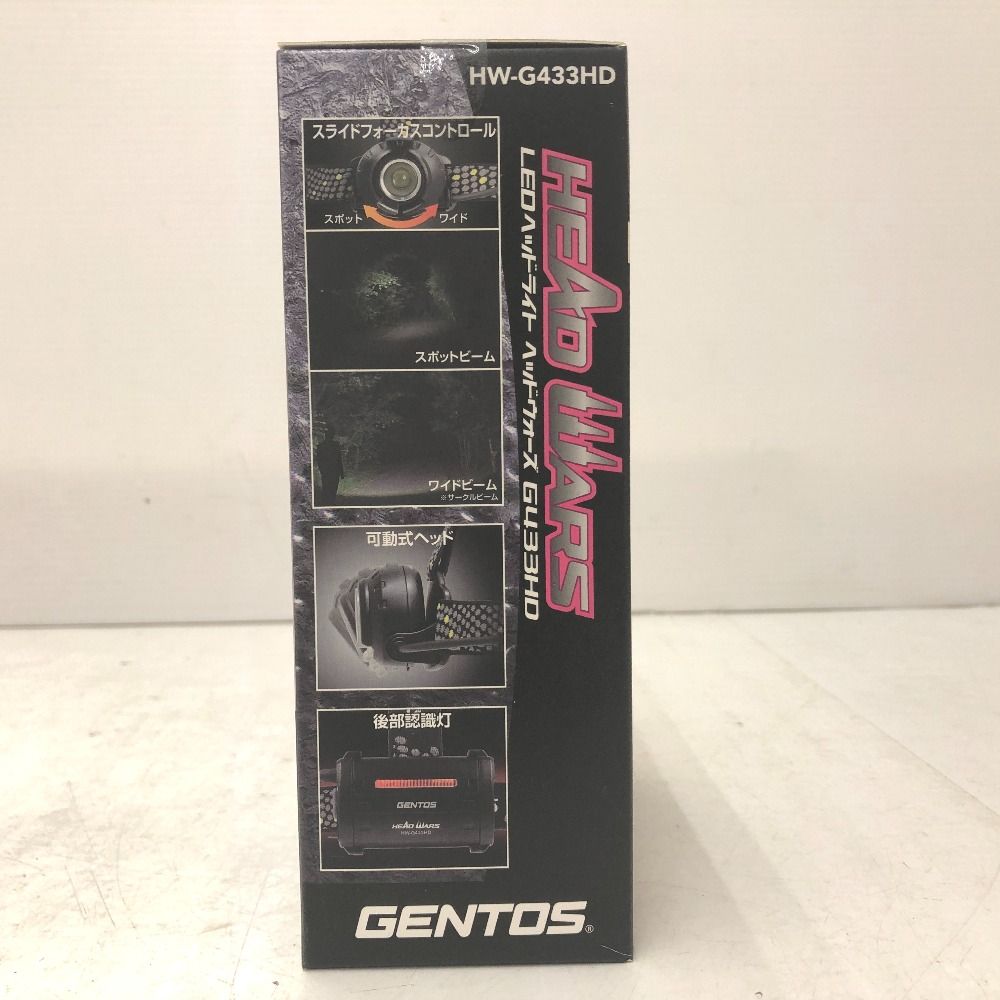 HW-G433HD
スライドフォーカスコントロール
スポット
ワイド
スポットビーム
ワイドビーム
※サークルビーム
HEAD WARS
LEDヘッドライト ヘッドウォーズ G433HD
可動式ヘッド
後部認識灯
GENTOS
HEAD WARS
HW-G433HD
GENTOS®